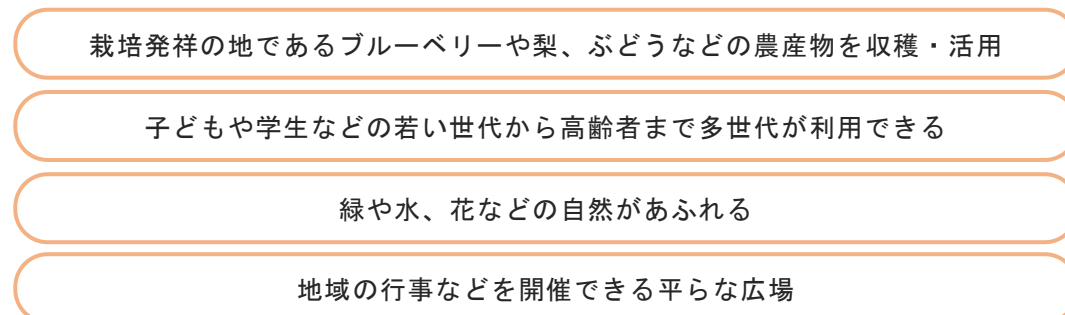 栽培発祥の地であるブルーベリーや梨、ぶどうなどの農産物を収穫・活用
子どもや学生などの若い世代から高齢者まで多世代が利用できる
緑や水、花などの自然があふれる
地域の行事などを開催できる平らな広場